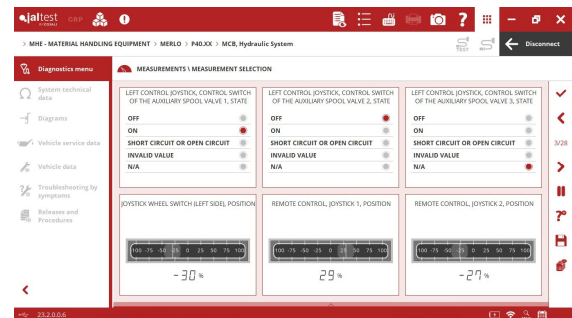 jaltest GRP
BY COJALI
?
> MHE - MATERIAL HANDLING EQUIPMENT > MERLO > P40.XX > MCB, Hydraulic System
TEST
Disconnect
Diagnostics menu
MEASUREMENTS \ MEASUREMENT SELECTION
System technical
data
Diagrams
Vehicle service data
Vehicle data
Troubleshooting by
symptoms
Releases and
Procedures
LEFT CONTROL JOYSTICK, CONTROL SWITCH
OF THE AUXILIARY SPOOL VALVE 1, STATE
OFF
ON
SHORT CIRCUIT OR OPEN CIRCUIT
INVALID VALUE
N/A
LEFT CONTROL JOYSTICK, CONTROL SWITCH
OF THE AUXILIARY SPOOL VALVE 2, STATE
OFF
ON
SHORT CIRCUIT OR OPEN CIRCUIT
INVALID VALUE
N/A
LEFT CONTROL JOYSTICK, CONTROL SWITCH
OF THE AUXILIARY SPOOL VALVE 3, STATE
OFF
ON
SHORT CIRCUIT OR OPEN CIRCUIT
INVALID VALUE
N/A
3/28
JOYSTICK WHEEL SWITCH (LEFT SIDE), POSITION
100 -75 -50 -25 0 25 50 75 100
-30 %
REMOTE CONTROL, JOYSTICK 1, POSITION
100 -75 -50 -25 0 25 50 75 100
29 %
REMOTE CONTROL, JOYSTICK 2, POSITION
100 -75 -50 -25 0 25 50 75 100
-27 %
23.2.0.0.6